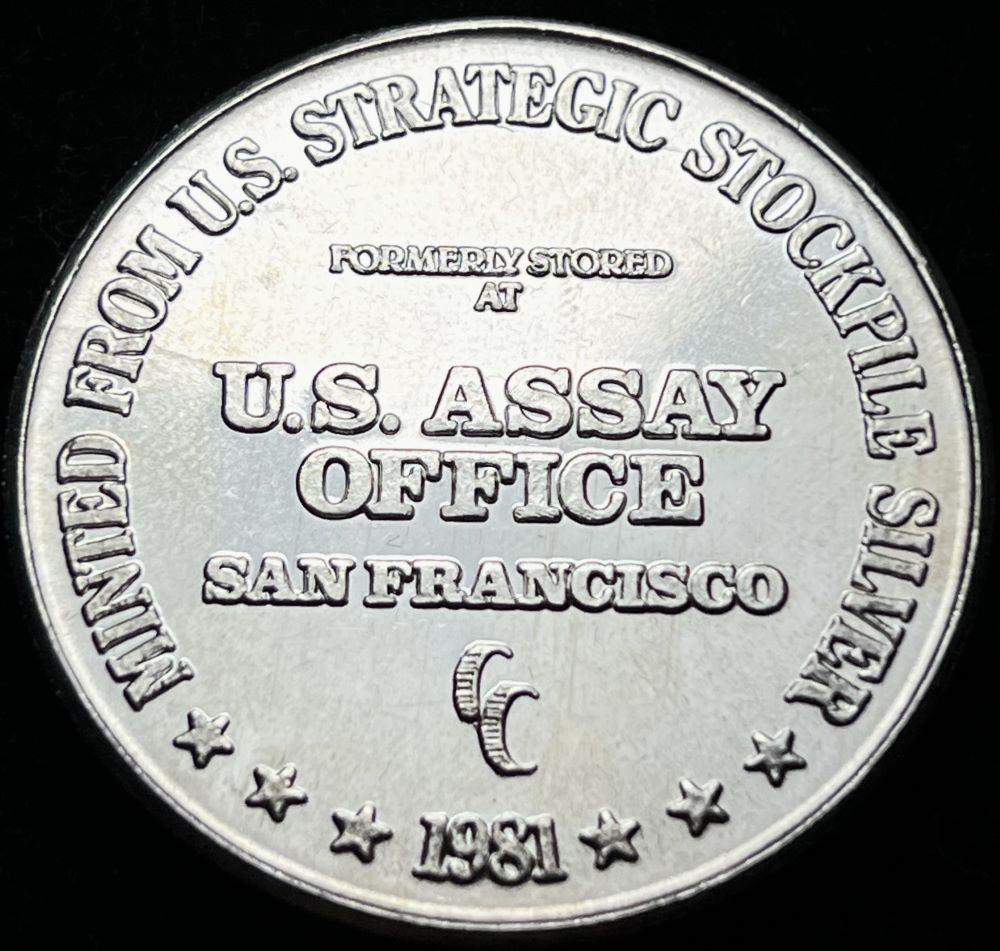 MINTED FROM U.S. STRATEGIC STOCKPILE SILVER
FORMERLY STORED
AT
U.S. ASSAY
OFFICE
SAN FRANCISCO
CC
1981